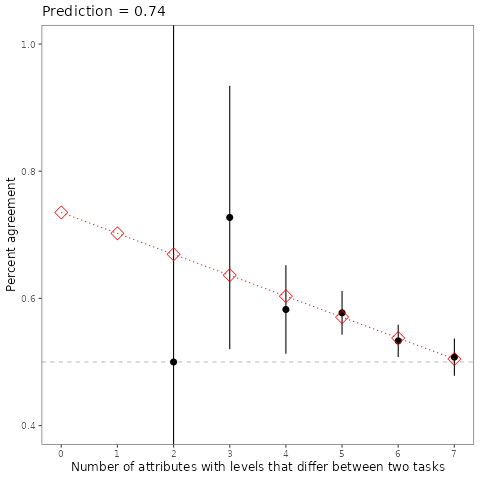 Prediction = 0.74
Percent agreement
1.0
0.8
0.6
0.4
0 1 2 3 4 5 6 7
Number of attributes with levels that differ between two tasks